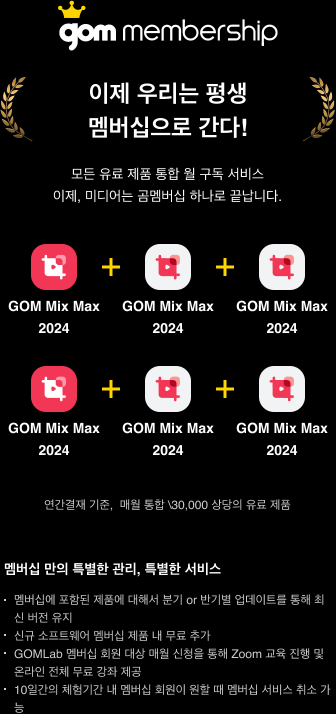 gom membership
이제 우리는 평생
멤버십으로 간다!
모든 유료 제품 통합 월 구독 서비스
이제, 미디어는 곰멤버십 하나로 끝납니다.
GOM Mix Max GOM Mix Max GOM Mix Max
2024 2024 2024
GOM Mix Max GOM Mix Max GOM Mix Max
2024 2024 2024
연간결재 기준, 매월 통합 \30,000 상당의 유료 제품
멤버십 만의 특별한 관리, 특별한 서비스
· 멤버십에 포함된 제품에 대해서 분기 or 반기별 업데이트를 통해 최
신 버전 유지
· 신규 소프트웨어 멤버십 제품 내 무료 추가
· GOMLab 멤버십 회원 대상 매월 신청을 통해 Zoom 교육 진행 및
온라인 전체 무료 강좌 제공
· 10일간의 체험기간 내 멤버십 회원이 원할 때 멤버십 서비스 취소 가
능